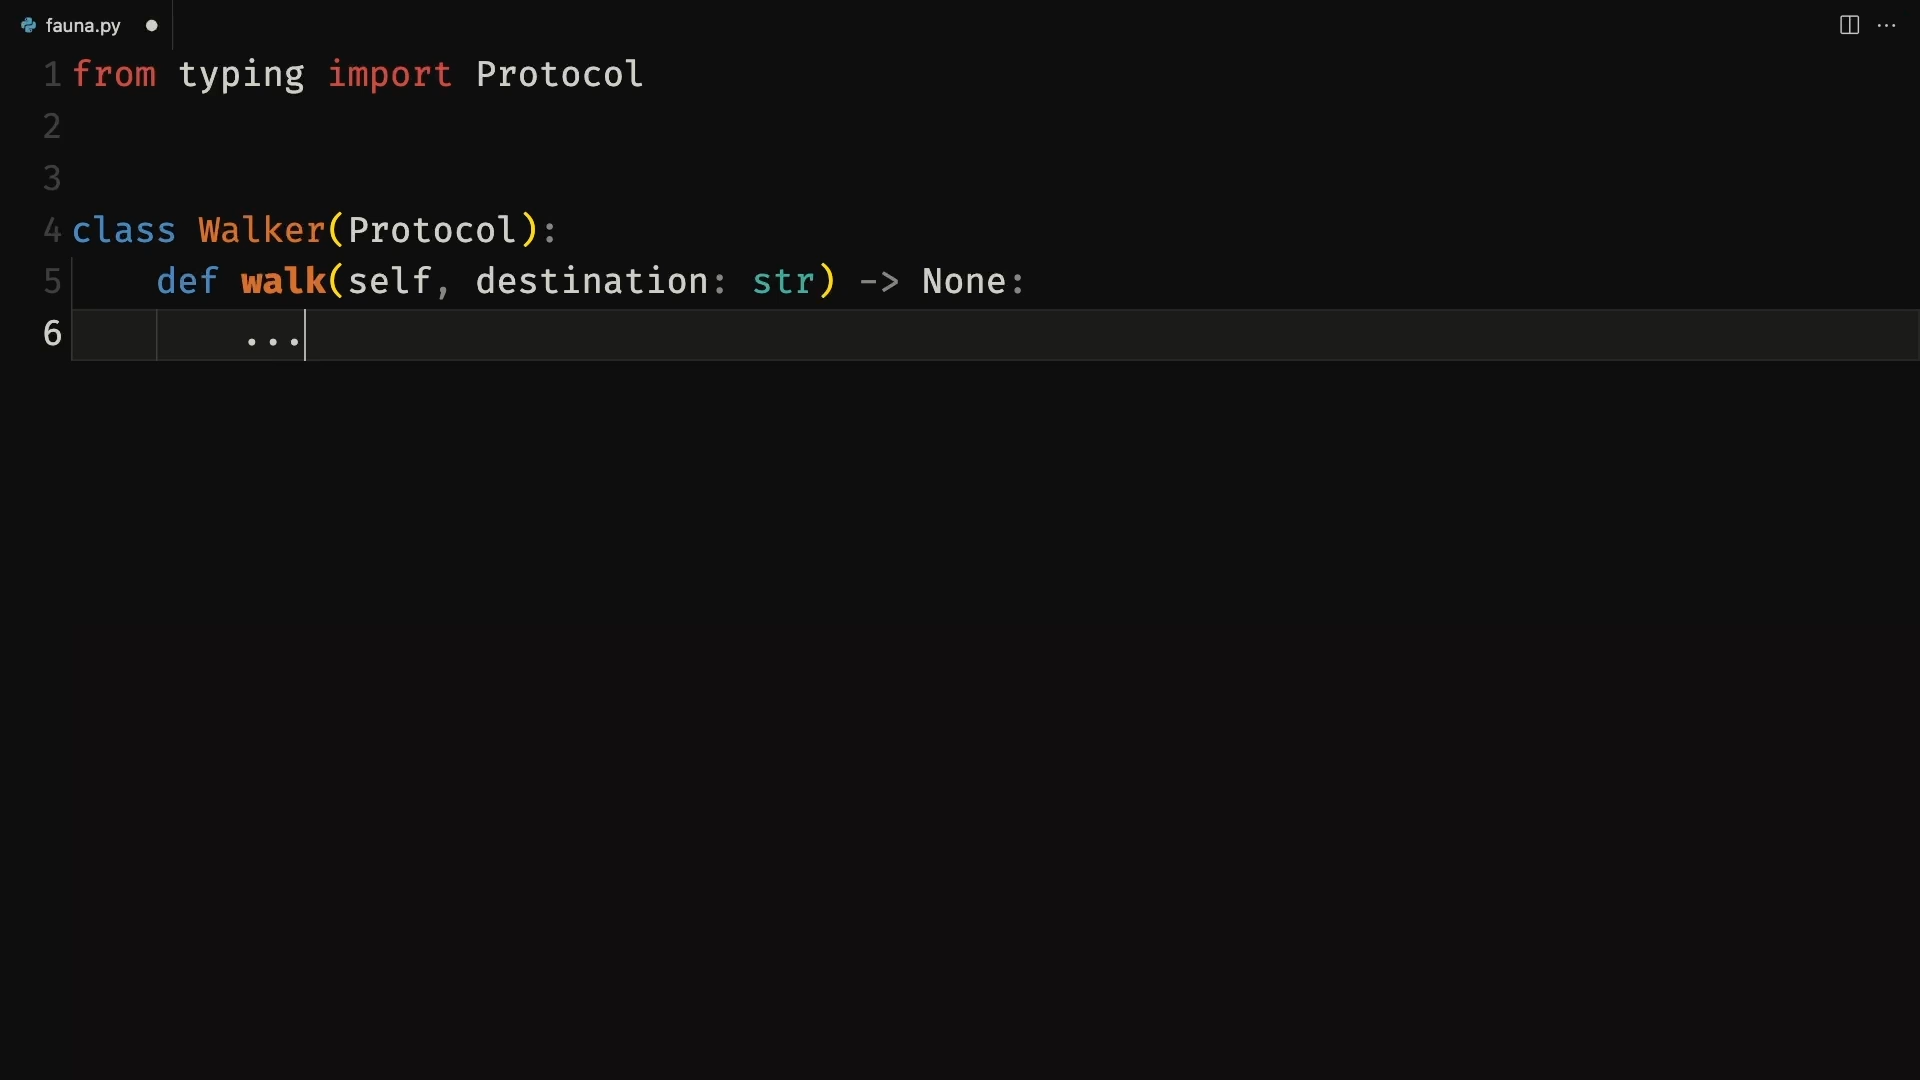 fauna.py
1 from typing import Protocol
2
3
4 class Walker(Protocol):
5     def walk(self, destination: str) -> None:
6         ...